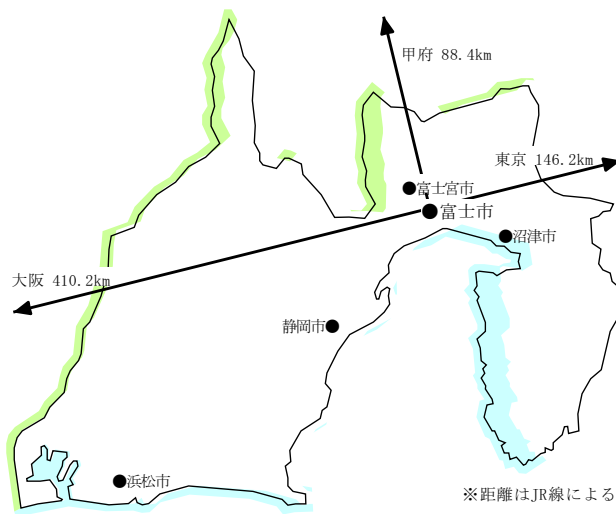 甲府 88.4km
東京 146.2km
富士宮市
富士市
沼津市
大阪 410.2km
静岡市
浜松市
※距離はJR線による